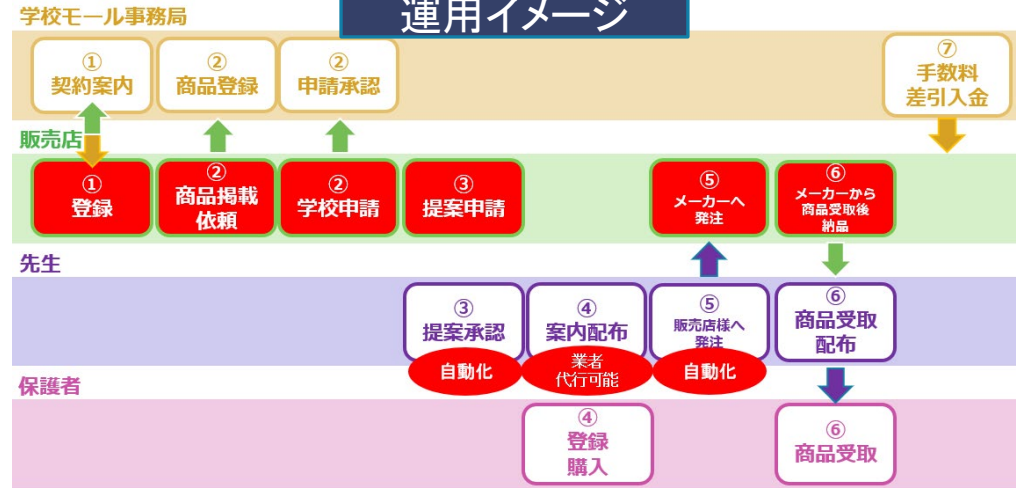 運用イメージ
学校モール事務局
①
契約案内
②
商品登録
②
申請承認
⑦
手数料
差引入金
販売店
①
登録
②
商品掲載
依頼
②
学校申請
③
提案申請
⑤
メーカーへ
発注
⑥
メーカーから
商品受取後
納品
先生
③
提案承認
自動化
④
案内配布
業者
代行可能
⑤
販売店様へ
発注
自動化
⑥
商品受取
配布
保護者
④
登録
購入
⑥
商品受取